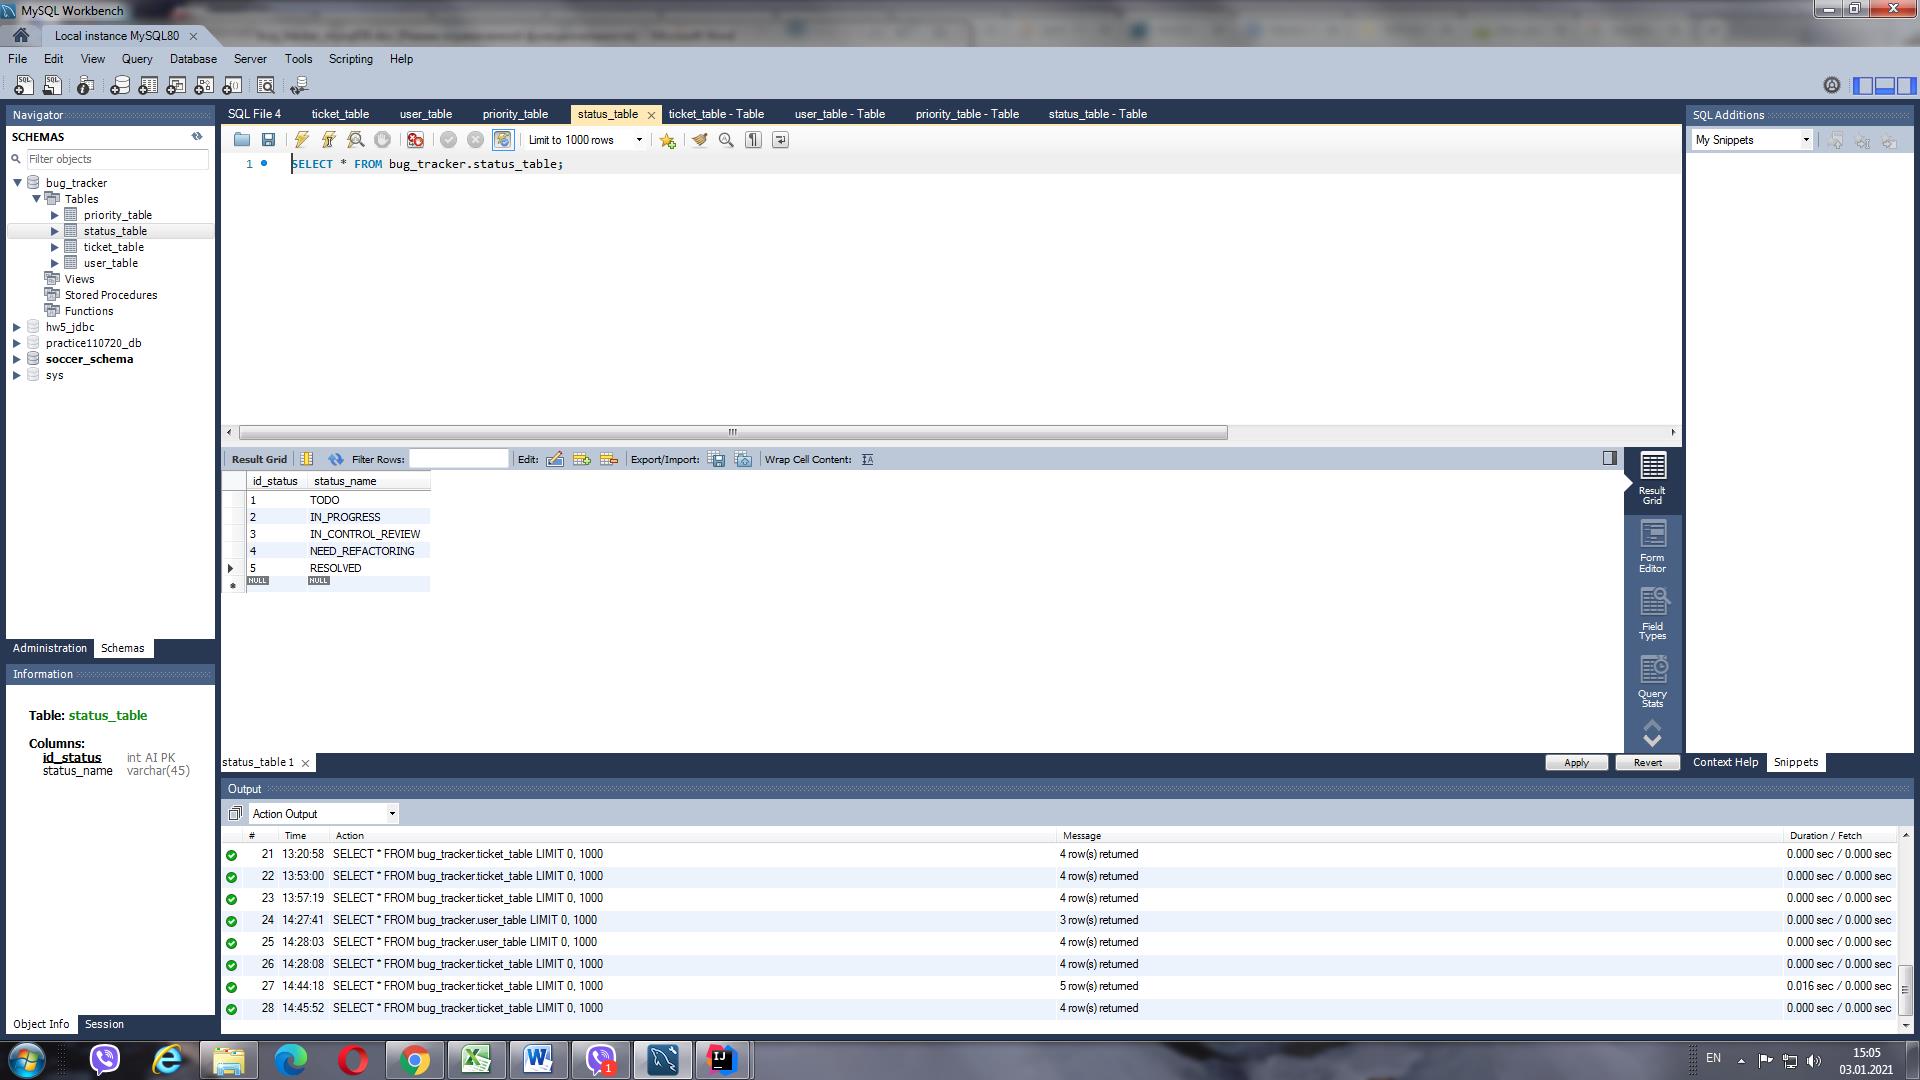 MySQL Workbench
Local instance MySQL80
File Edit View Query Database Server Tools Scripting Help
Navigator
SCHEMAS
Filter objects
bug_tracker
Tables
priority_table
status_table
ticket_table
user_table
Views
Stored Procedures
Functions
hw5_jdbc
practice110720_db
soccer_schema
sys
Administration Schemas
Information
Table: status_table
Columns:
id_status int AI PK
status_name varchar(45)
Object Info Session
SQL File 4 ticket_table user_table priority_table status_table ticket_table - Table user_table - Table priority_table - Table status_table - Table
Limit to 1000 rows
1 SELECT * FROM bug_tracker.status_table;
Result Grid Filter Rows: Edit: Export/Import: Wrap Cell Content:
id_status status_name
1 TODO
2 IN_PROGRESS
3 IN_CONTROL_REVIEW
4 NEED_REFACTORING
5 RESOLVED
NULL NULL
Result Grid
Form Editor
Field Types
Query Stats
status_table 1
Apply Revert
SQL Additions
My Snippets
Context Help Snippets
Output
Action Output
# Time Action Message Duration / Fetch
21 13:20:58 SELECT * FROM bug_tracker.ticket_table LIMIT 0, 1000 4 row(s) returned 0.000 sec / 0.000 sec
22 13:53:00 SELECT * FROM bug_tracker.ticket_table LIMIT 0, 1000 4 row(s) returned 0.000 sec / 0.000 sec
23 13:57:19 SELECT * FROM bug_tracker.ticket_table LIMIT 0, 1000 4 row(s) returned 0.000 sec / 0.000 sec
24 14:27:41 SELECT * FROM bug_tracker.user_table LIMIT 0, 1000 3 row(s) returned 0.000 sec / 0.000 sec
25 14:28:03 SELECT * FROM bug_tracker.user_table LIMIT 0, 1000 4 row(s) returned 0.000 sec / 0.000 sec
26 14:28:08 SELECT * FROM bug_tracker.ticket_table LIMIT 0, 1000 4 row(s) returned 0.000 sec / 0.000 sec
27 14:44:18 SELECT * FROM bug_tracker.ticket_table LIMIT 0, 1000 5 row(s) returned 0.016 sec / 0.000 sec
28 14:45:52 SELECT * FROM bug_tracker.ticket_table LIMIT 0, 1000 4 row(s) returned 0.000 sec / 0.000 sec
EN
15:05
03.01.2021